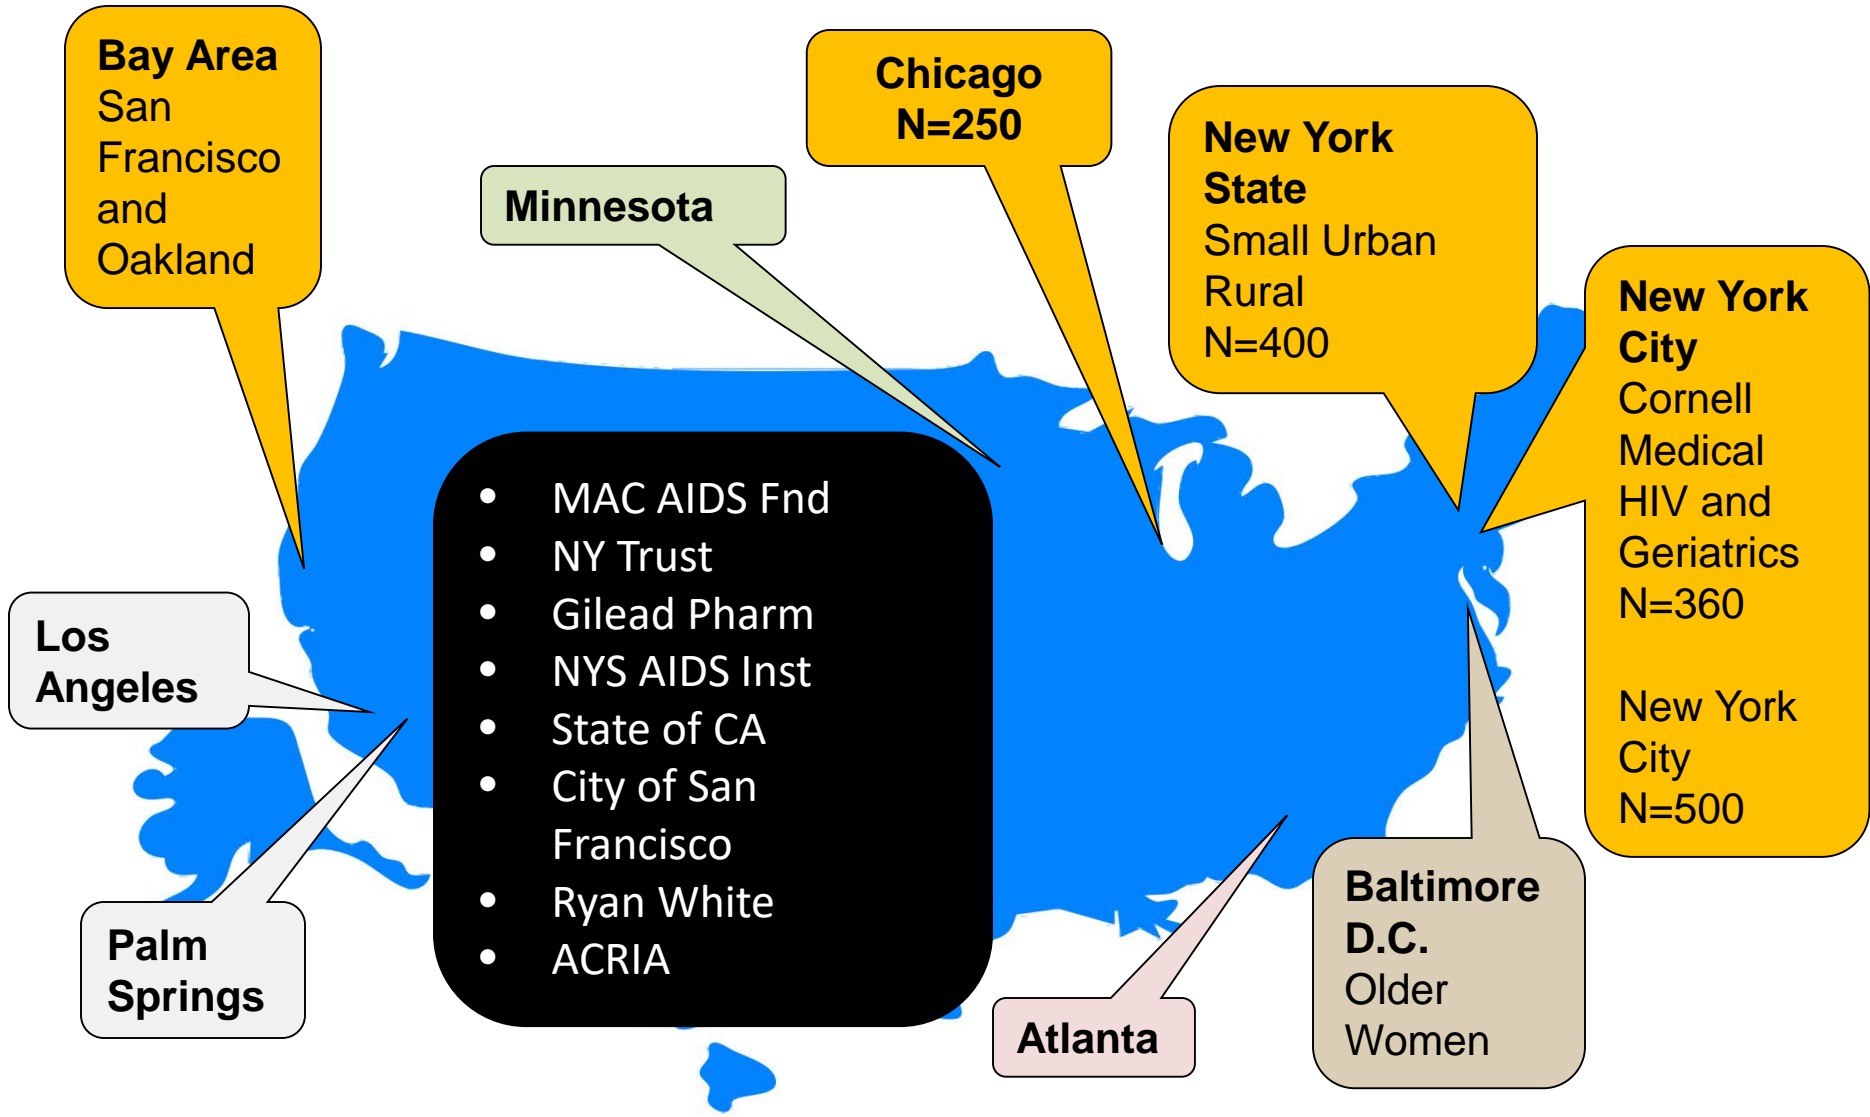 Bay Area
San
Francisco
and
Oakland
Minnesota
Chicago
N=250
New York
State
Small Urban
Rural
N=400
New York
City
Cornell
Medical
HIV and
Geriatrics
N=360
New York
City
N=500
Los
Angeles
• MAC AIDS Fnd
• NY Trust
• Gilead Pharm
• NYS AIDS Inst
• State of CA
• City of San
Francisco
• Ryan White
• ACRIA
Palm
Springs
Atlanta
Baltimore
D.C.
Older
Women